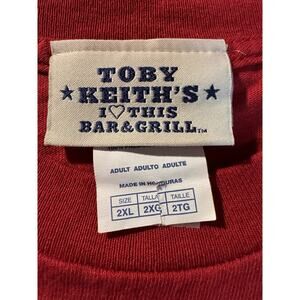 TOBY
★ KEITH'S ★
I ♡ THIS
BAR & GRILL™
ADULT ADULTO ADULTE
MADE IN HONDURAS
SIZE TALLA TAILLE
2XL 2XG 2TG